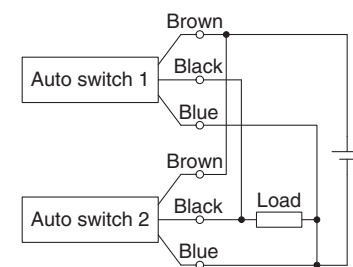 Brown
Auto switch 1
Black
Blue
Brown
Auto switch 2
Black
Load
Blue